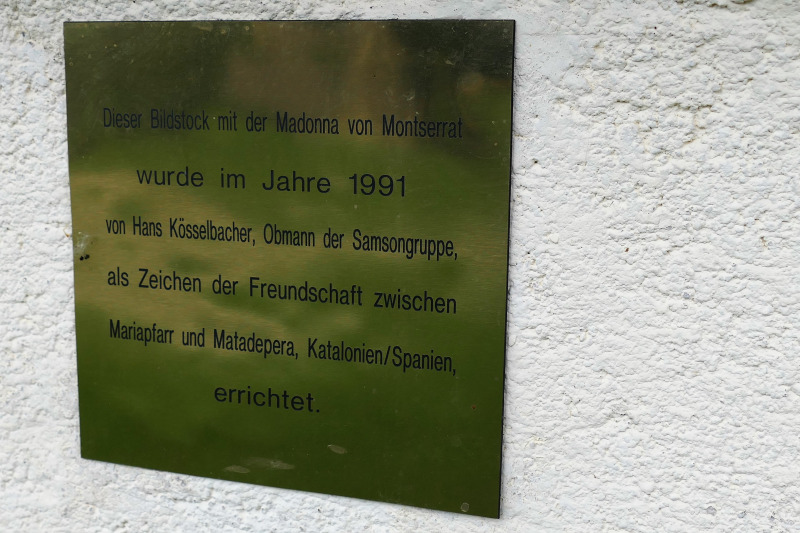 Dieser Bildstock mit der Madonna von Montserrat
wurde im Jahre 1991
von Hans Kösselbacher, Obmann der Samsongruppe,
als Zeichen der Freundschaft zwischen
Mariapfarr und Matadepera, Katalonien/Spanien,
errichtet.